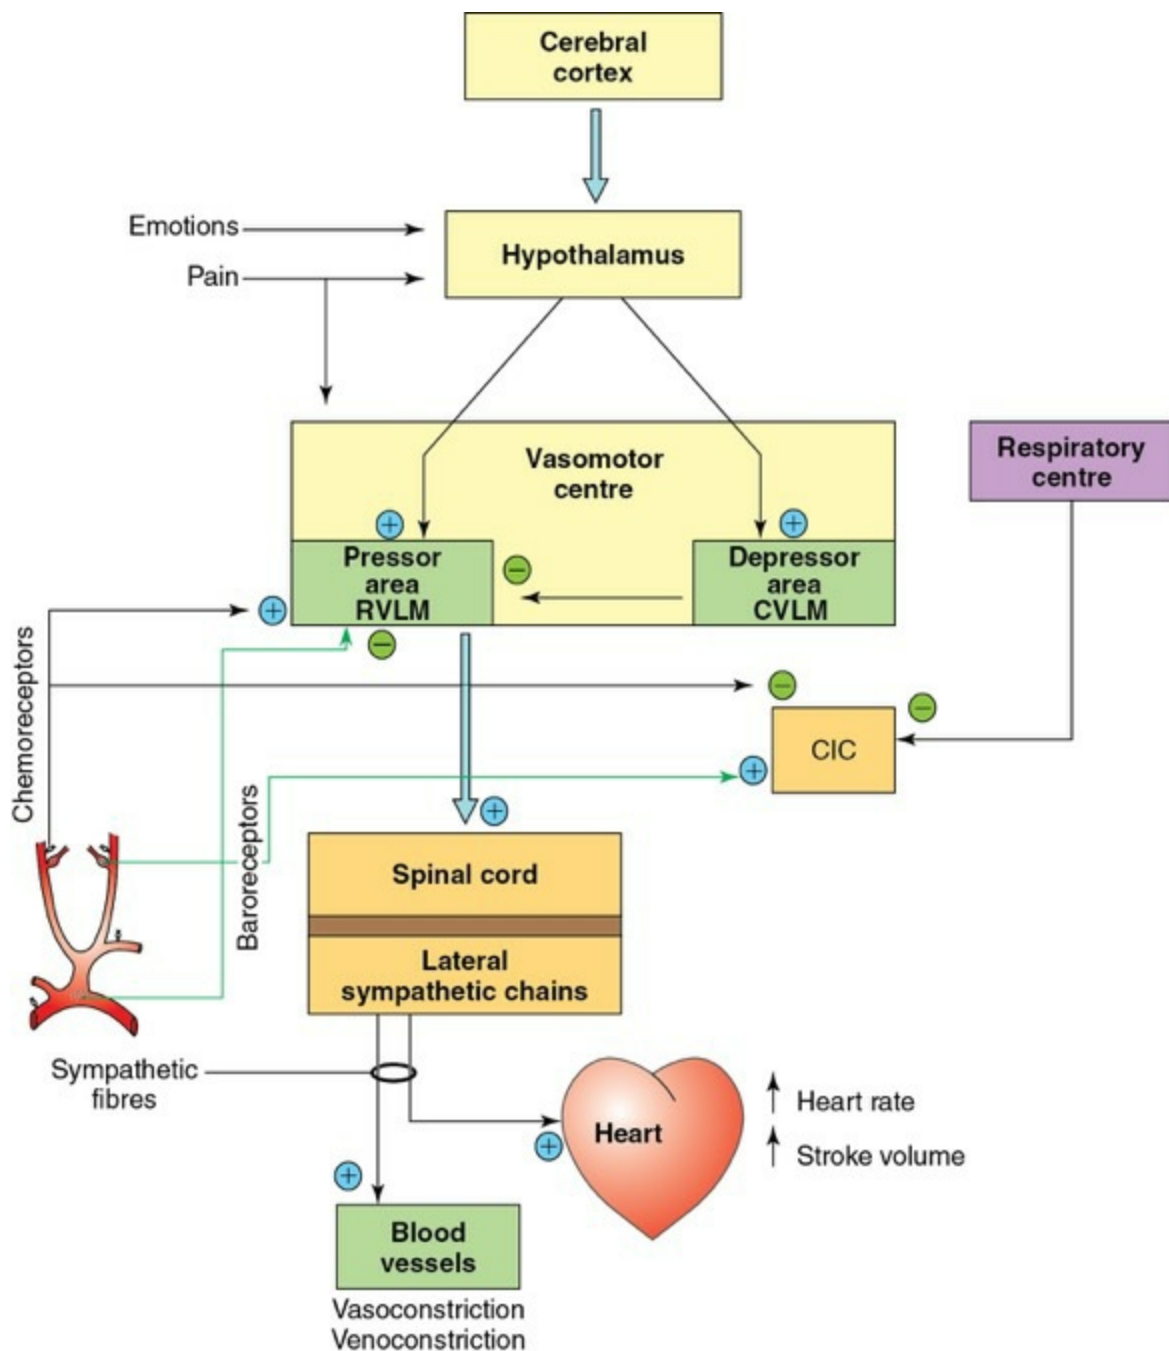 Cerebral
cortex
Emotions
Hypothalamus
Pain
Vasomotor
centre
Respiratory
centre
+
+
Pressor
area
RVLM
−
Depressor
area
CVLM
+
−
Chemoreceptors
−
−
CIC
+
Baroreceptors
+
Spinal cord
Lateral
sympathetic chains
Sympathetic
fibres
Heart
+
Heart rate
Stroke volume
+
Blood
vessels
Vasoconstriction
Venoconstriction